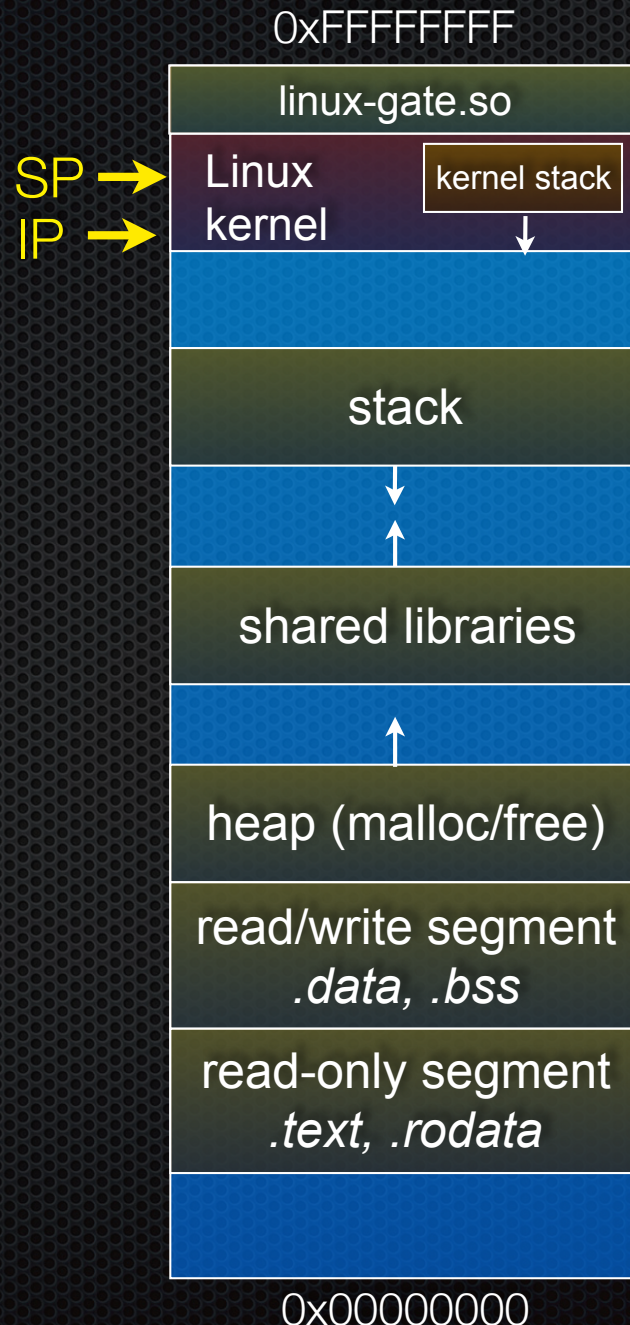 0xFFFFFFFF
linux-gate.so
SP
Linux
kernel
kernel stack
IP
stack
shared libraries
heap (malloc/free)
read/write segment
.data, .bss
read-only segment
.text, .rodata
0x00000000